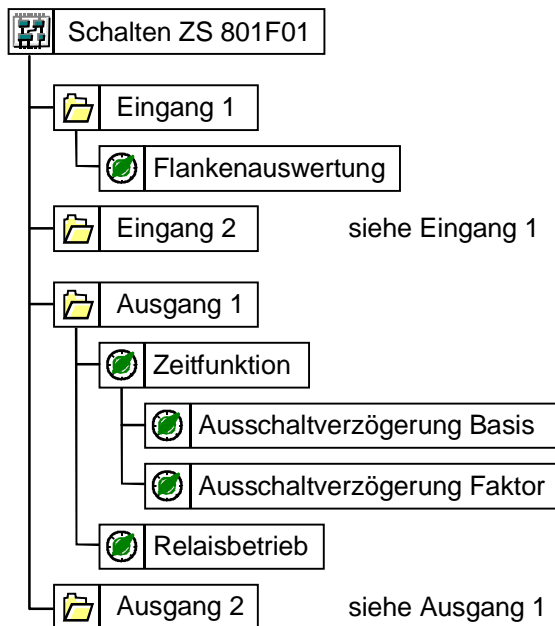 Schalten ZS 801F01
Eingang 1
Flankenauswertung
Eingang 2 siehe Eingang 1
Ausgang 1
Zeitfunktion
Ausschaltverzögerung Basis
Ausschaltverzögerung Faktor
Relaisbetrieb
Ausgang 2 siehe Ausgang 1